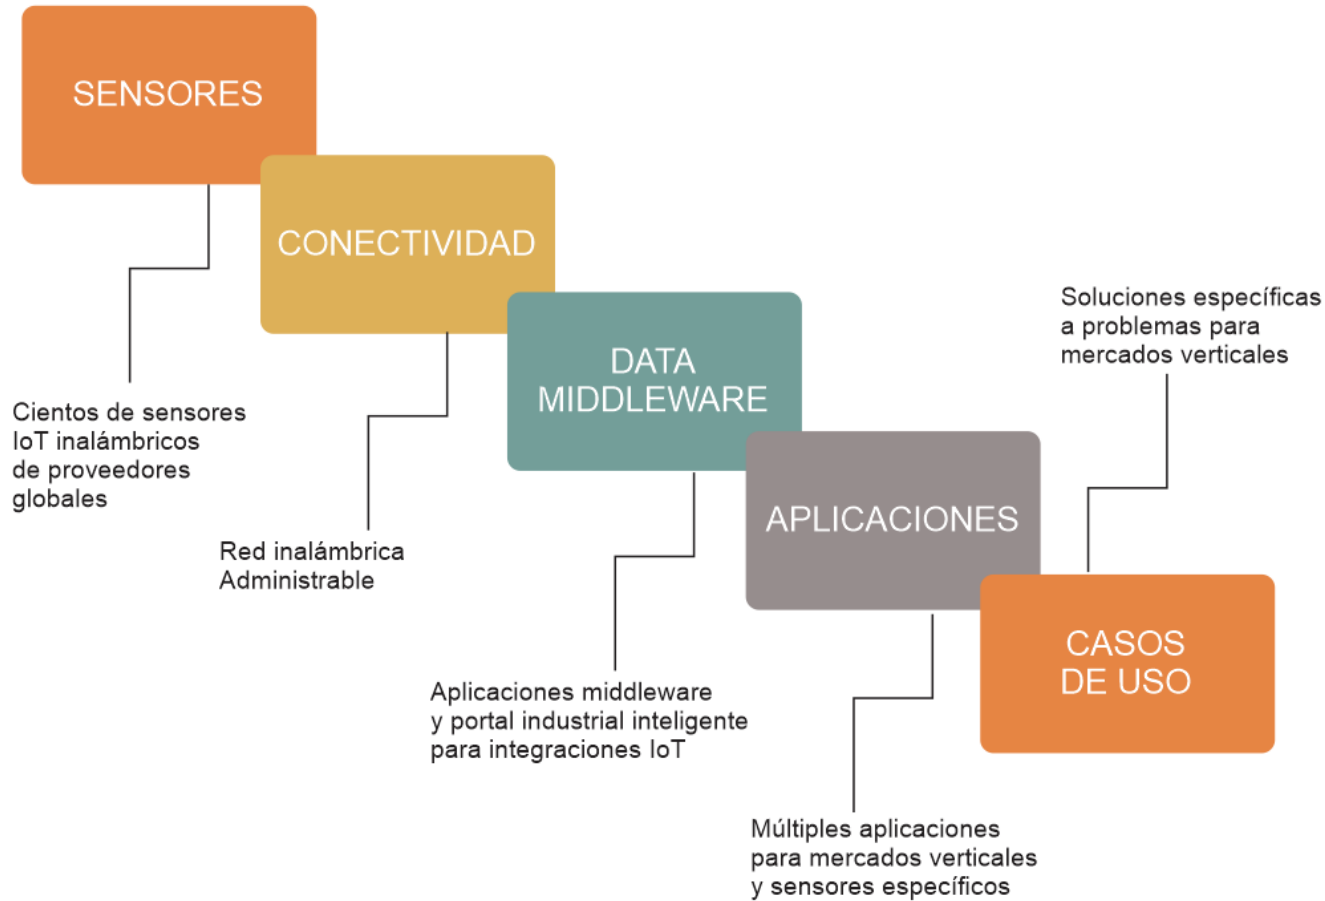 SENSORES
Cientos de sensores
IoT inalámbricos
de proveedores
globales
CONECTIVIDAD
Red inalámbrica
Administrable
DATA
MIDDLEWARE
Aplicaciones middleware
y portal industrial inteligente
para integraciones IoT
APLICACIONES
Múltiples aplicaciones
para mercados verticales
y sensores específicos
CASOS
DE USO
Soluciones específicas
a problemas para
mercados verticales